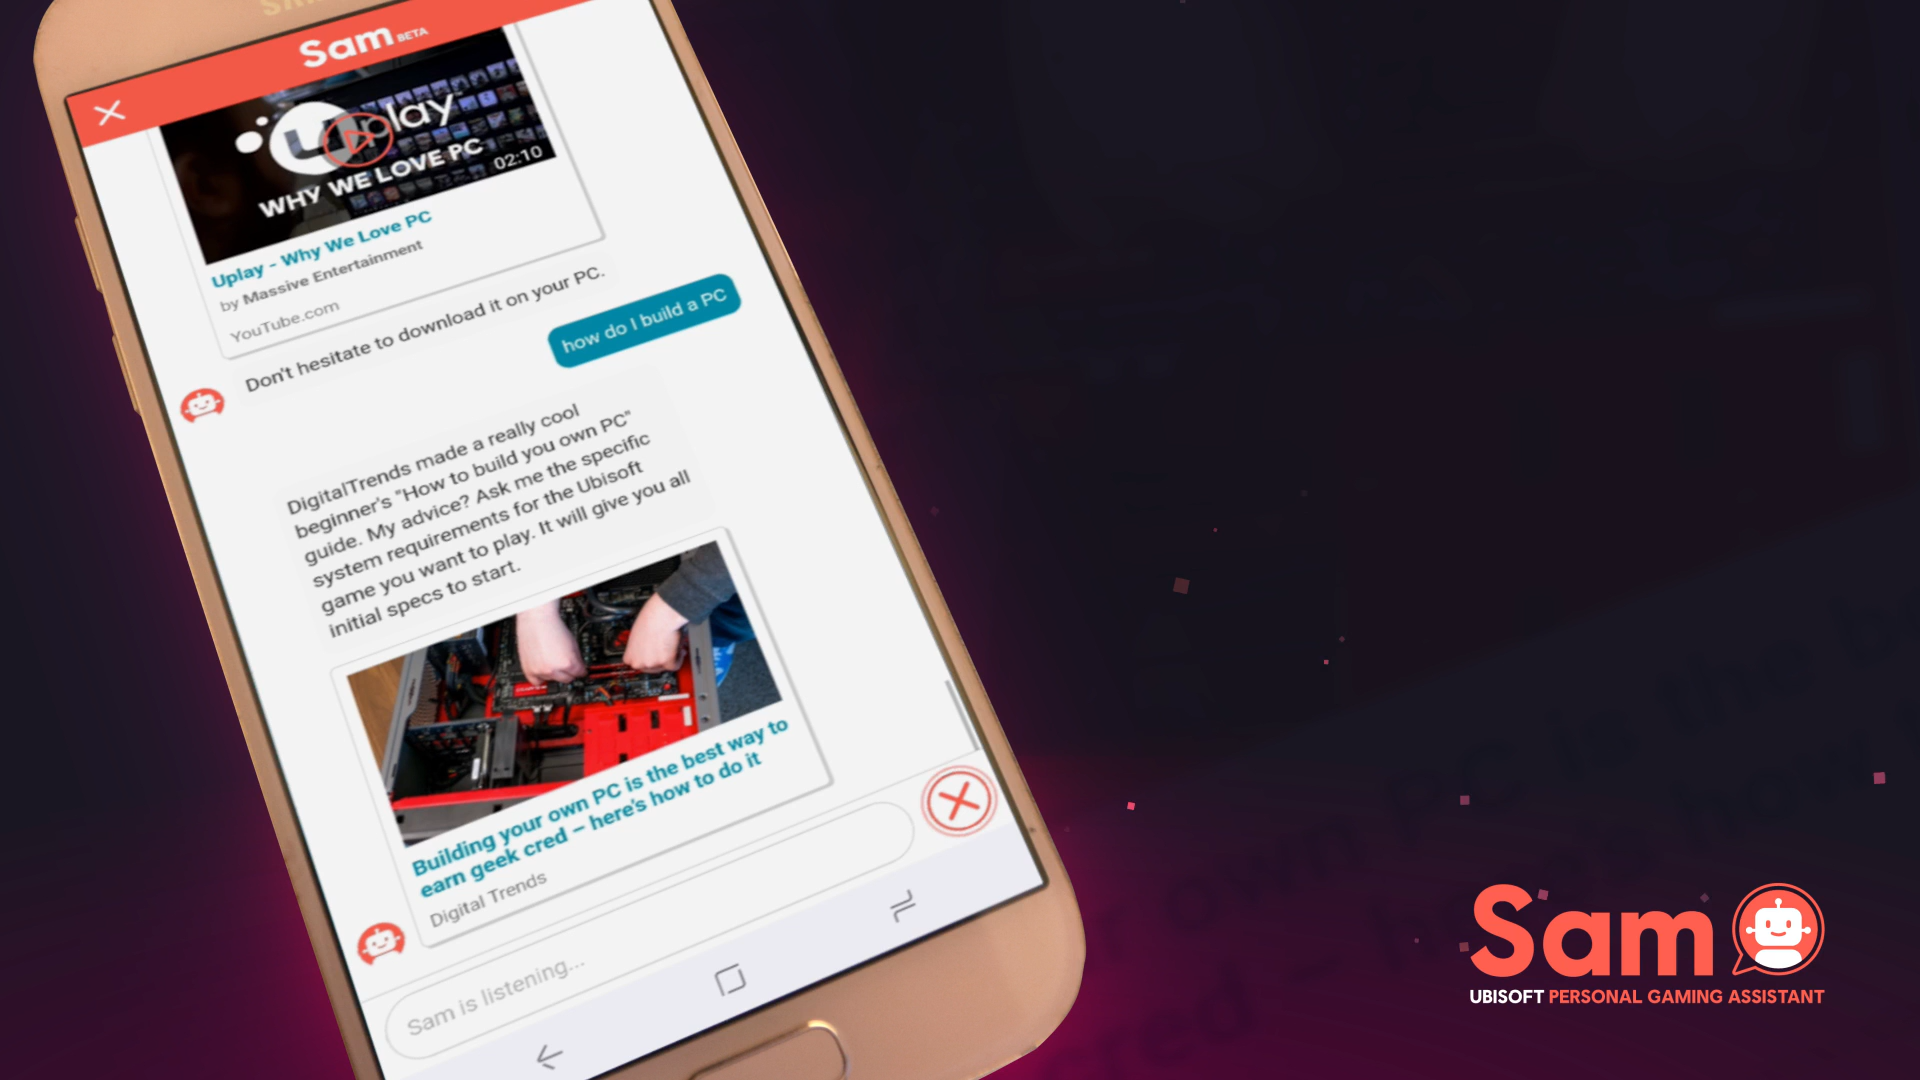 Sam BETA
Uplay
WHY WE LOVE PC
02:10
Uplay - Why We Love PC
by Massive Entertainment
YouTube.com
Don't hesitate to download it on your PC.
how do I build a PC
DigitalTrends made a really cool
beginner's "How to build you own PC"
guide. My advice? Ask me the specific
system requirements for the Ubisoft
game you want to play. It will give you all
initial specs to start.
Building your own PC is the best way to
earn geek cred – here's how to do it
Digital Trends
Sam is listening...
Sam
UBISOFT PERSONAL GAMING ASSISTANT